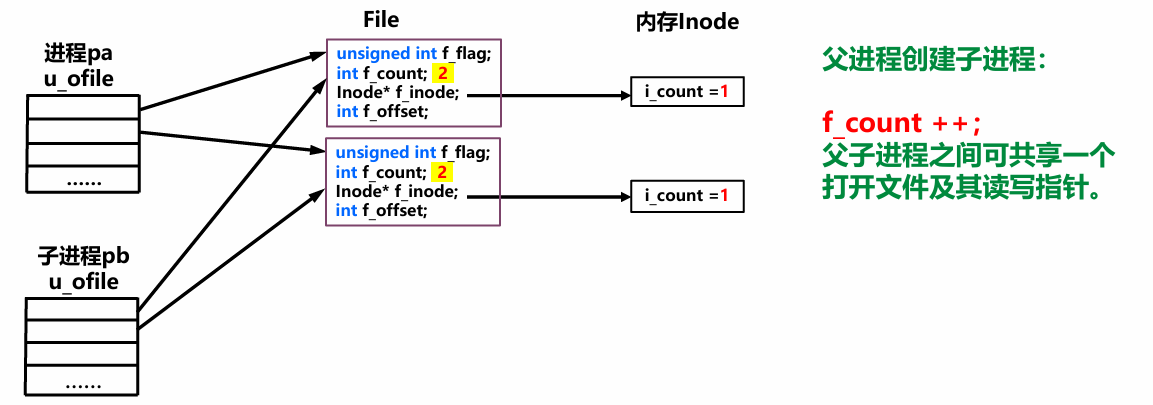 File
内存Inode
进程pa
u_ofile
......
unsigned int f_flag;
int f_count; 2
Inode* f_inode;
int f_offset;
i_count =1
unsigned int f_flag;
int f_count; 2
Inode* f_inode;
int f_offset;
i_count =1
子进程pb
u_ofile
......
父进程创建子进程：
f_count ++；
父子进程之间可共享一个
打开文件及其读写指针。